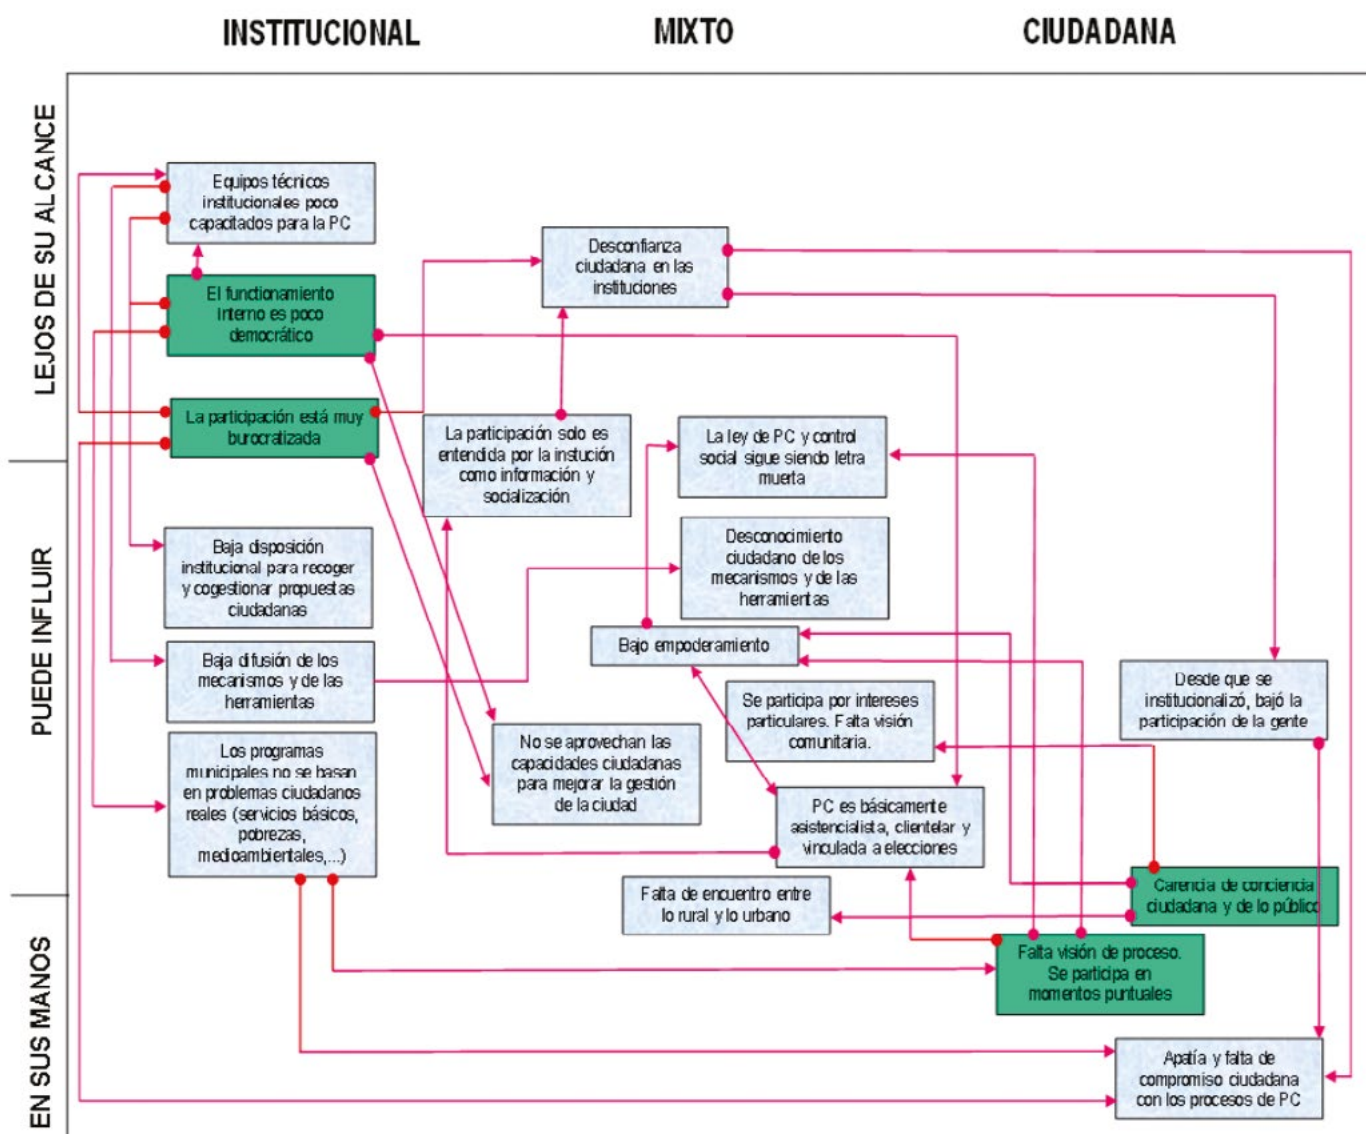 INSTITUCIONAL
MIXTO
CIUDADANA
LEJOS DE SU ALCANCE
PUEDE INFLUIR
EN SUS MANOS
Equipos técnicos
institucionales poco
capacitados para la PC
El functionamiento
Interno es poco
democrático
La participación está muy
burocratizada
Baja disposición
institucional para recoger
y cogestionar propuestas
ciudadanas
Baja difusión de los
mecanismos y de las
herramientas
Los programas
municipales no se basan
en problemas ciudadanos
reales (servicios básicos,
pobrezas,
medioambientales,...)
Desconfianza
ciudadana en las
instituciones
La participación solo es
entendida por la instución
como información y
socialización
La ley de PC y control
social sigue siendo letra
muerta
Desconocimiento
ciudadano de los
mecanismos y de las
herramientas
Bajo empoderamiento
Se participa por intereses
particulares. Falta visión
comunitaria.
No se aprovechan las
capacidades ciudadanas
para mejorar la gestión
de la ciudad
PC es básicamente
asistencialista, clientelar y
vinculada a elecciones
Falta de encuentro entre
lo rural y lo urbano
Desde que se
institucionalizó, bajó la
participación de la gente
Carencia de conciencia
ciudadana y de lo público
Falta visión de proceso.
Se participa en
momentos puntuales
Apatía y falta de
compromiso ciudadana
con los procesos de PC